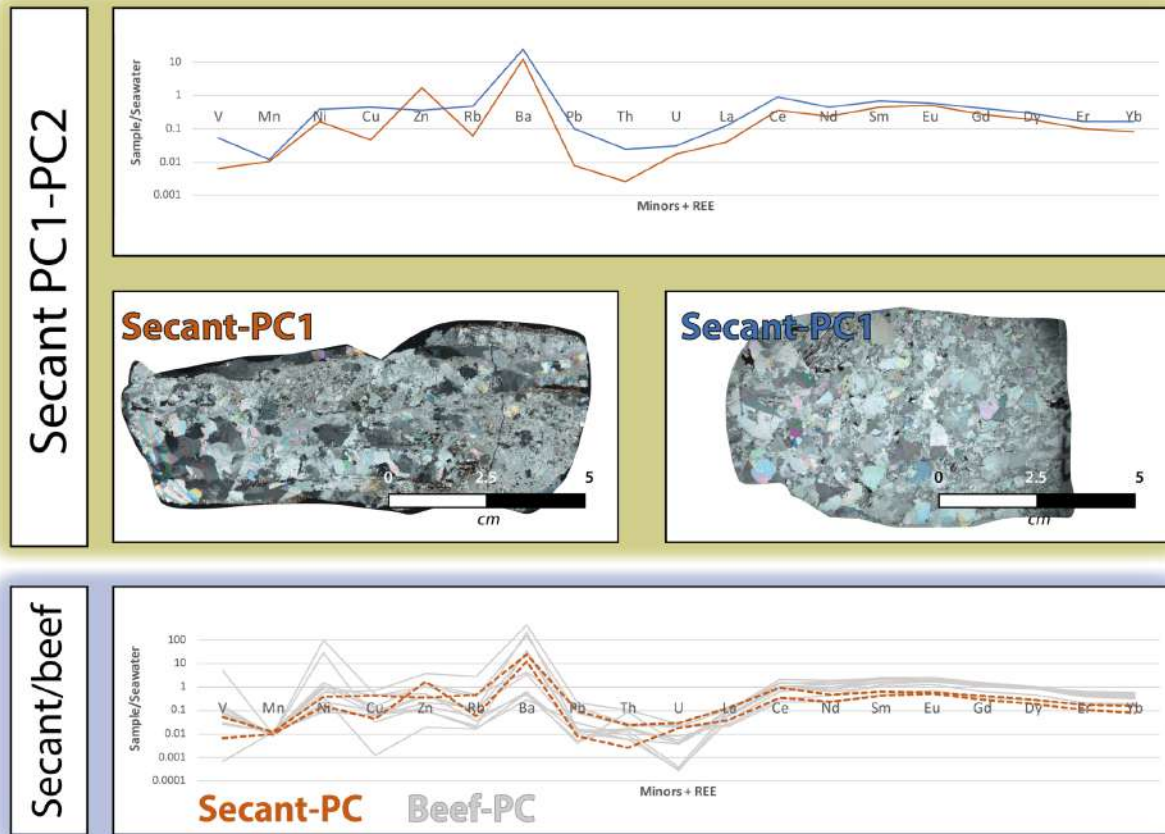 Secant PC1-PC2
Sample/Seawater
10
1
0.1
0.01
0.001
V Mn Ni Cu Zn Rb Ba Pb Th U La Ce Nd Sm Eu Gd Dy Er Yb
Minors + REE
Secant-PC1
0 2.5 5
cm
Secant-PC1
0 2.5 5
cm
Secant/beef
Sample/Seawater
100
10
1
0.1
0.01
0.001
0.0001
V Mn Ni Cu Zn Rb Ba Pb Th U La Ce Nd Sm Eu Gd Dy Er Yb
Minors + REE
Secant-PC Beef-PC